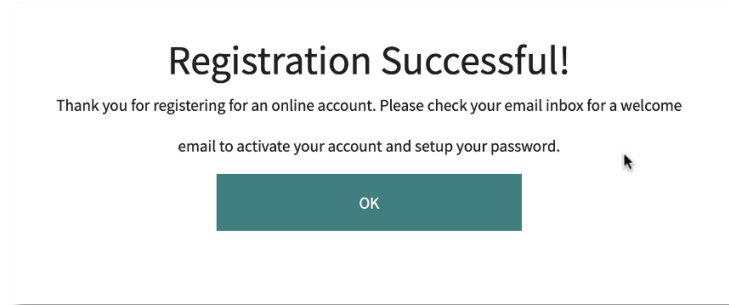 Registration Successful!
Thank you for registering for an online account. Please check your email inbox for a welcome
email to activate your account and setup your password.
OK